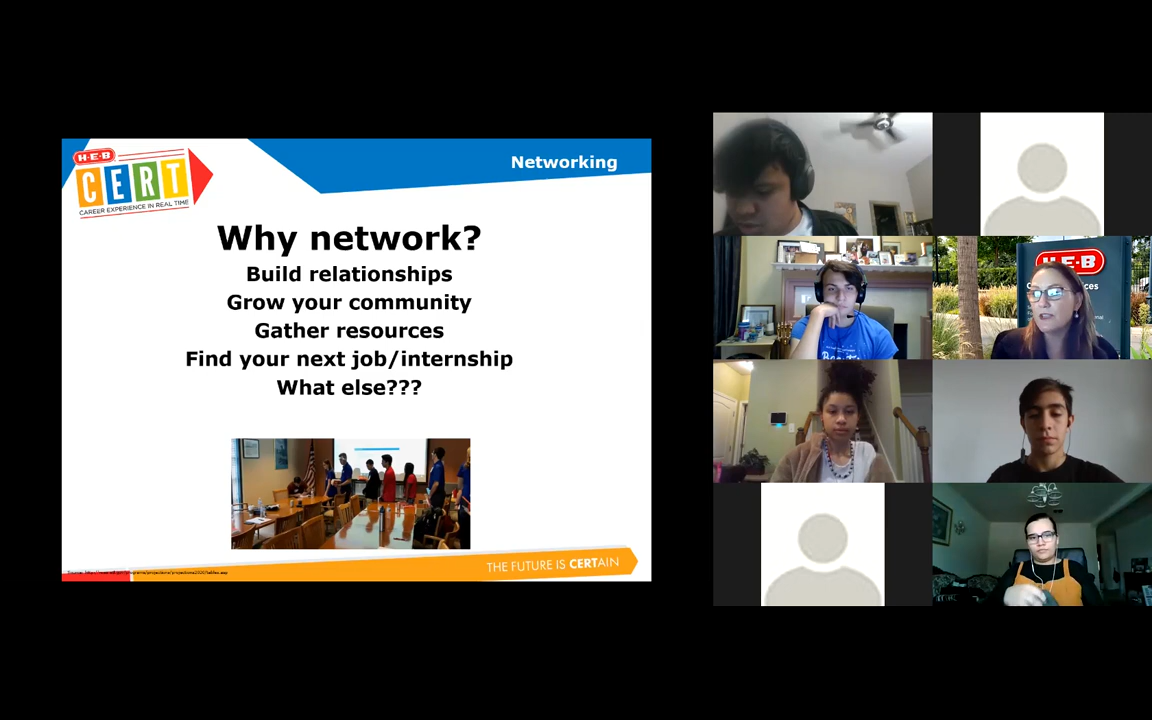 H-E-B
CERT
CAREER EXPERIENCE IN REAL TIME
Networking
Why network?
Build relationships
Grow your community
Gather resources
Find your next job/internship
What else???
THE FUTURE IS CERTAIN
H-E-B